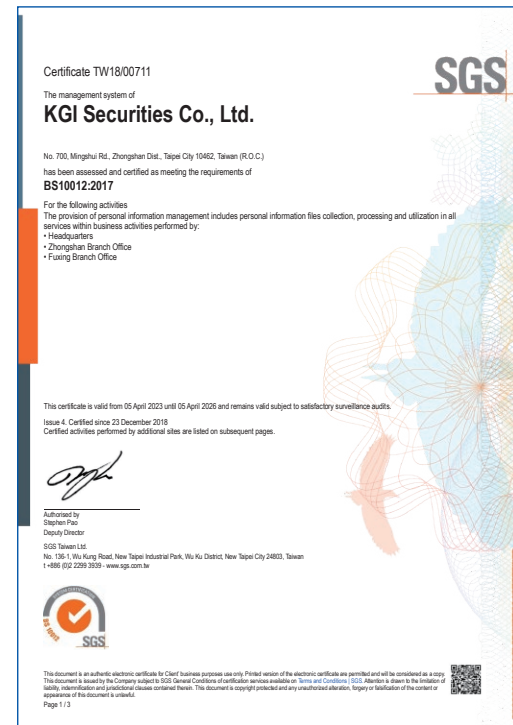 SGS
Certificate TW18/00711
The management system of
KGI Securities Co., Ltd.
No. 700, Mingshui Rd., Zhongshan Dist., Taipei City 10462, Taiwan (R.O.C.)
has been assessed and certified as meeting the requirements of
BS10012:2017
For the following activities
The provision of personal information management includes personal information files collection, processing and utilization in all
services within business activities performed by:
• Headquarters
• Zhongshan Branch Office
• Fuxing Branch Office
This certificate is valid from 05 April 2023 until 05 April 2026 and remains valid subject to satisfactory surveillance audits.
Issue 4. Certified since 23 December 2018
Certified activities performed by additional sites are listed on subsequent pages.
Authorised by
Stephen Pao
Deputy Director
SGS Taiwan Ltd.
No. 136-1, Wu Kung Road, New Taipei Industrial Park, Wu Ku District, New Taipei City 24803, Taiwan
t +886 (0)2 2299 3939 - www.sgs.com.tw
BS 10012
SGS
This document is an authentic electronic certificate for Client' business purposes use only. Printed version of the electronic certificate are permitted and will be considered as a copy.
This document is issued by the Company subject to SGS General Conditions of certification services available on Terms and Conditions | SGS. Attention is drawn to the limitation of
liability, indemnification and jurisdictional clauses contained therein. This document is copyright protected and any unauthorized alteration, forgery or falsification of the content or
appearance of this document is unlawful.
Page 1 / 3